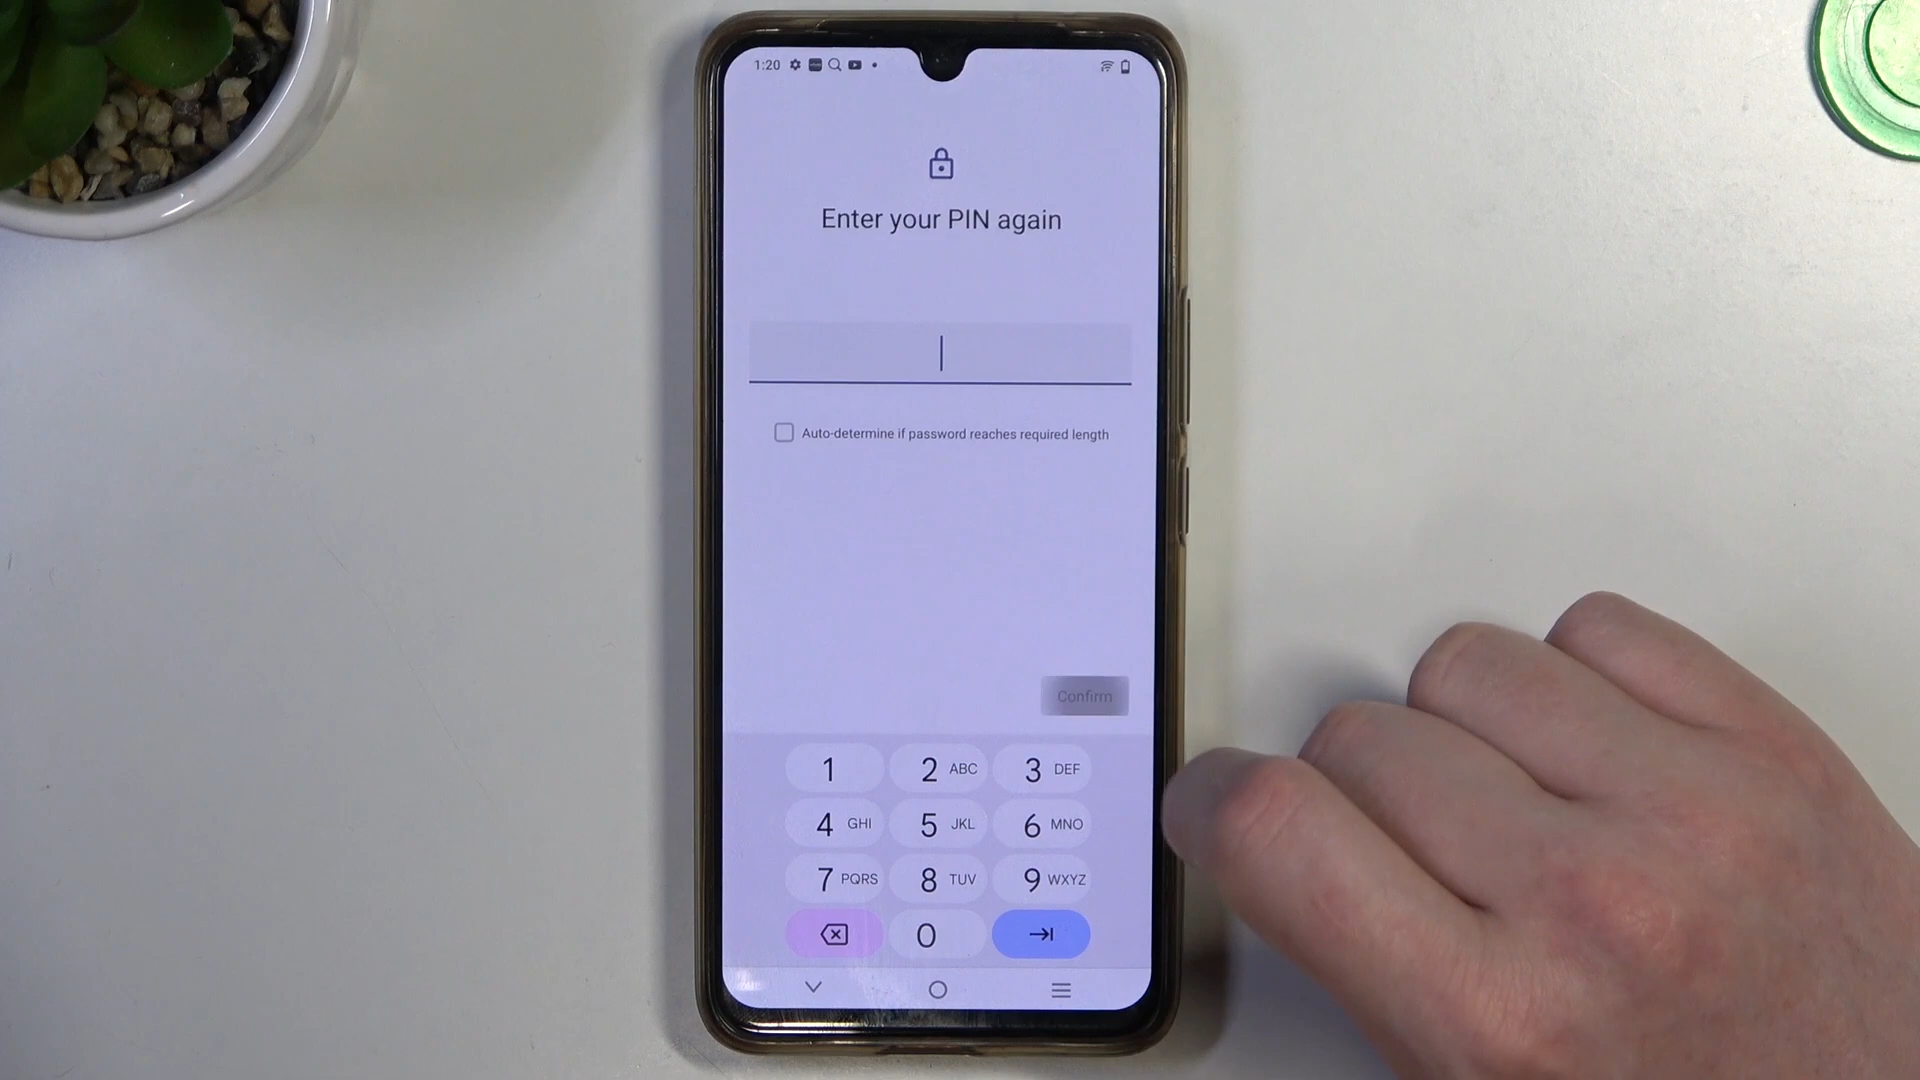 1:20
Enter your PIN again
Auto-determine if password reaches required length
Confirm
1 2 ABC 3 DEF
4 GHI 5 JKL 6 MNO
7 PQRS 8 TUV 9 WXYZ
0